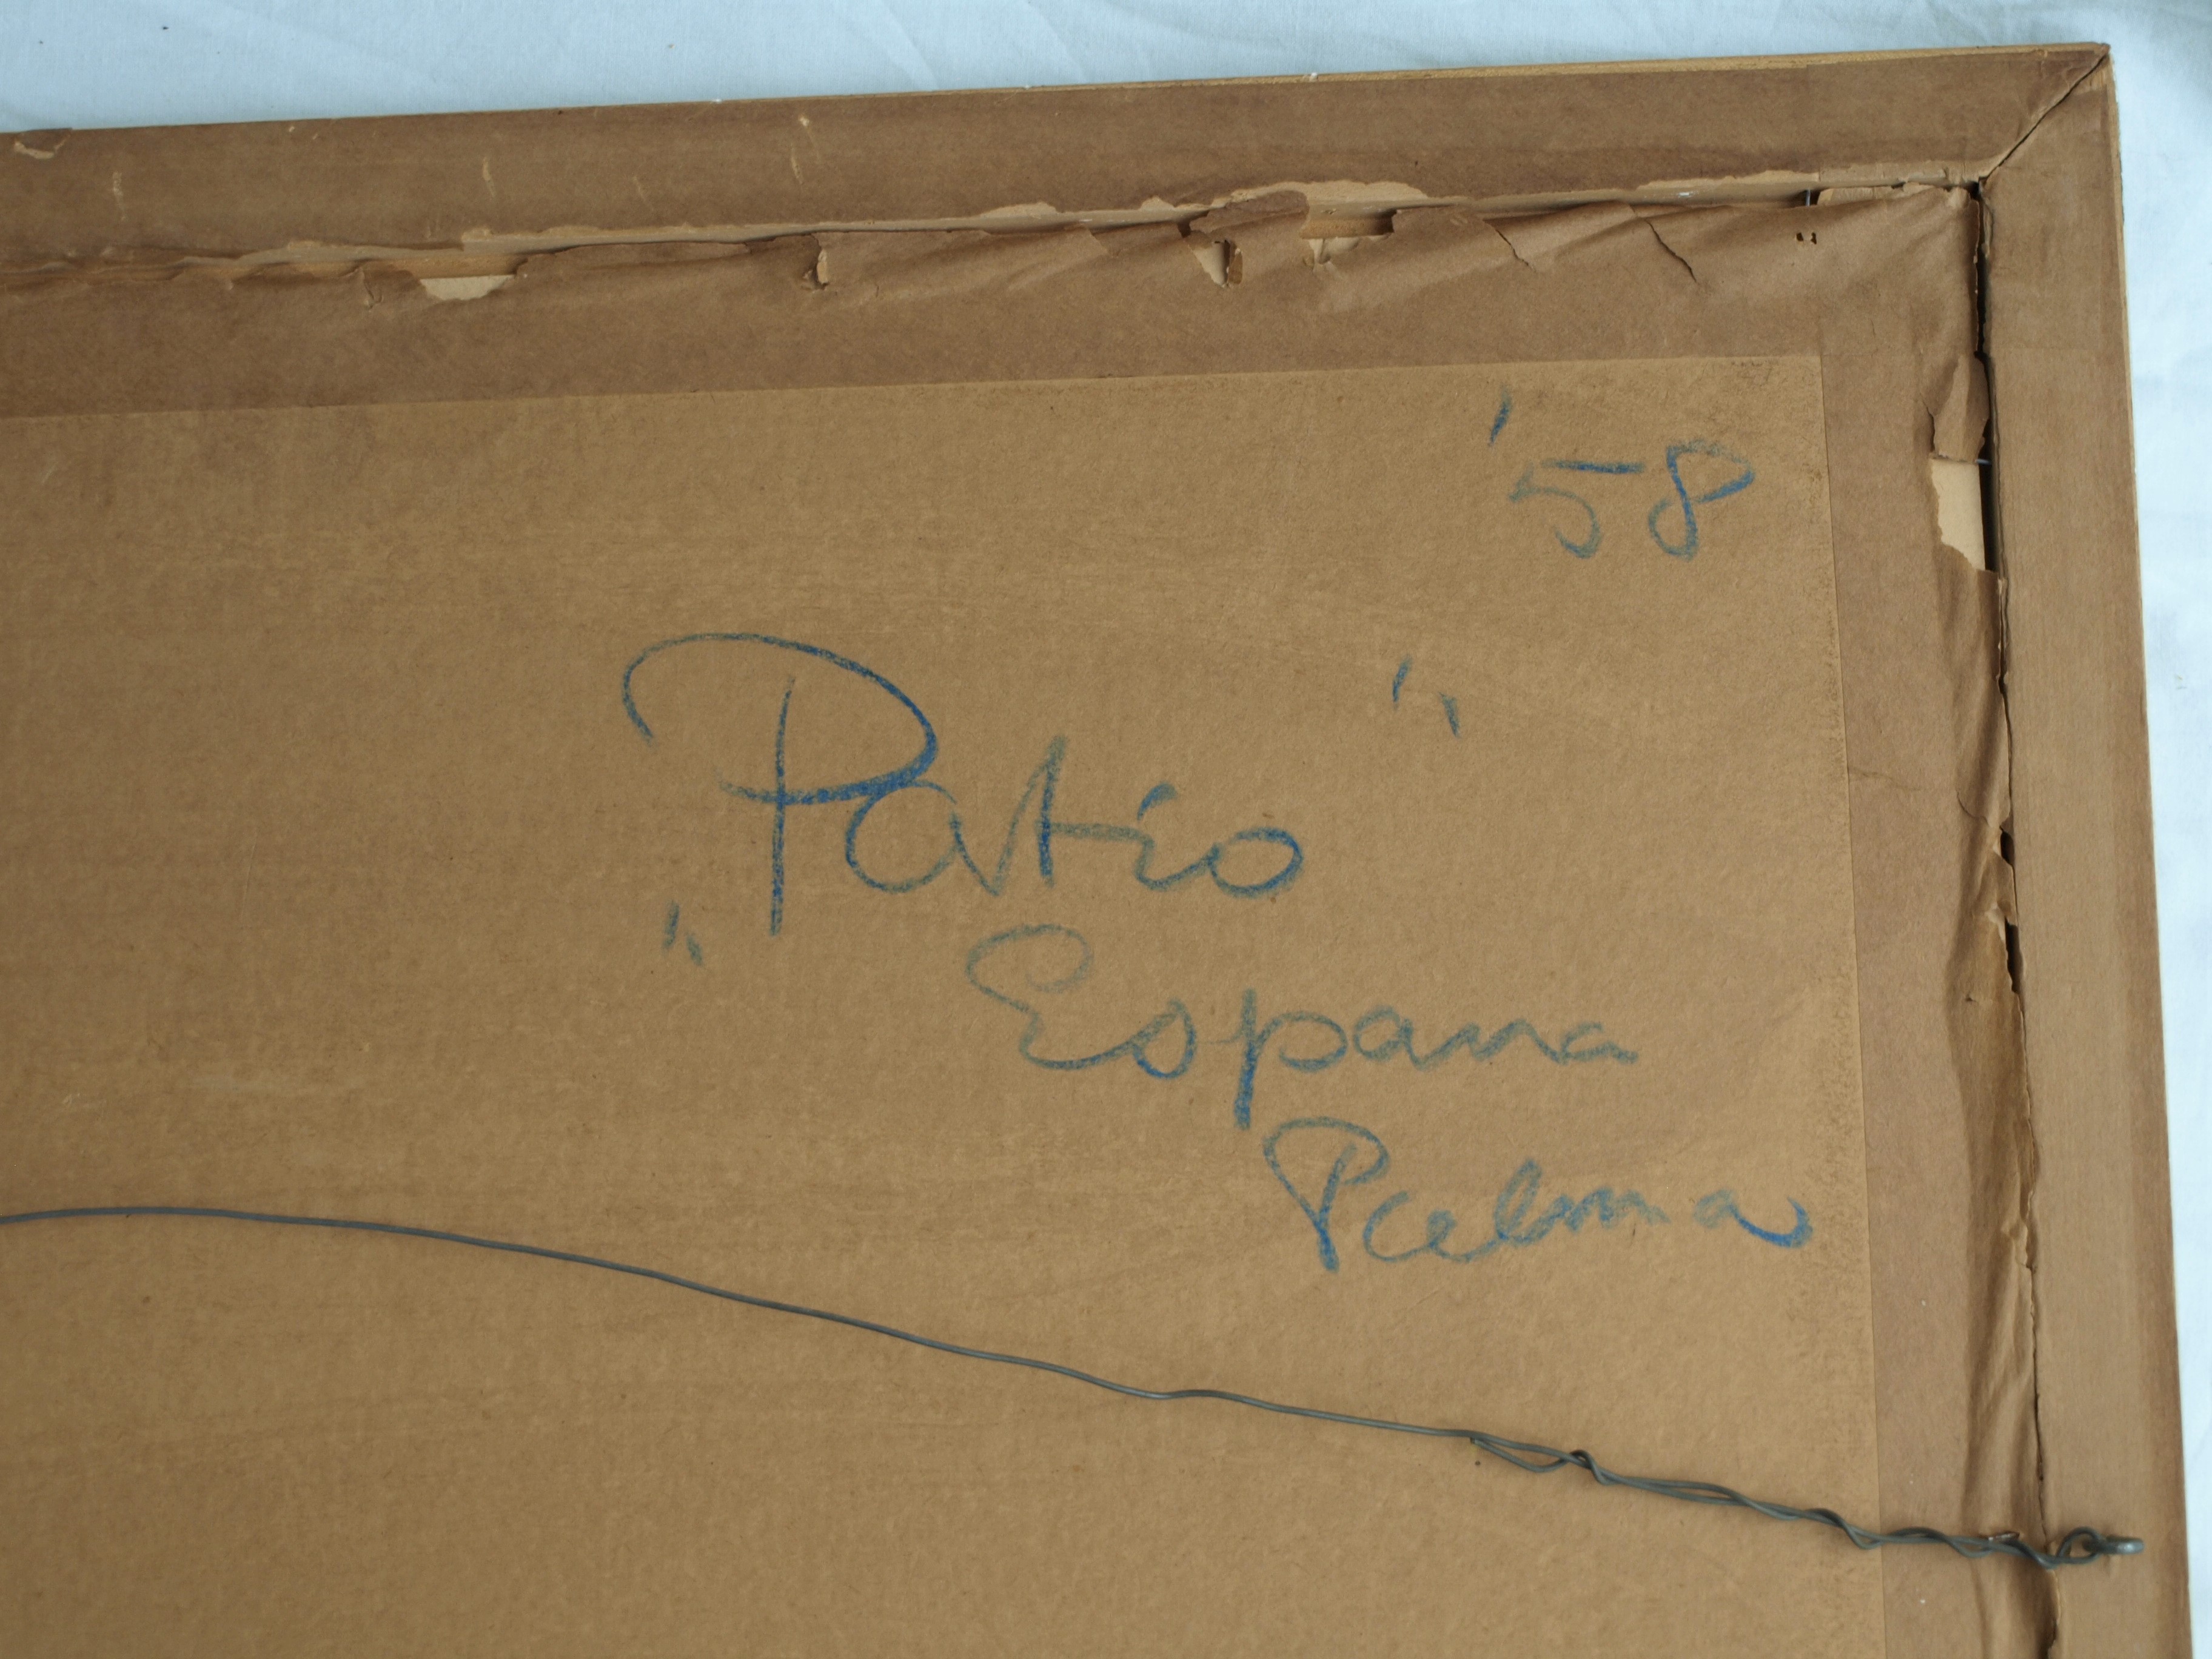 '58
„Patio"
Espana
Palma